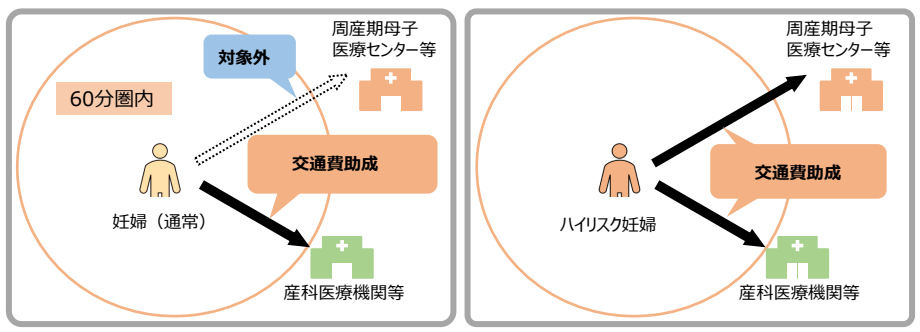 周産期母子
医療センター等
対象外
60分圏内
交通費助成
妊婦（通常）
産科医療機関等
周産期母子
医療センター等
交通費助成
ハイリスク妊婦
産科医療機関等